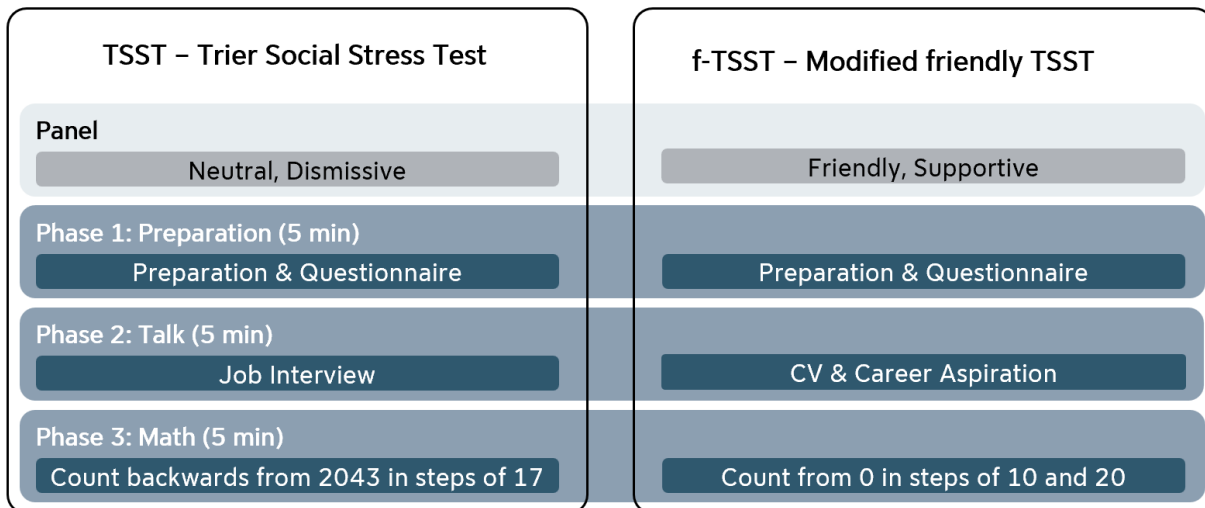 TSST – Trier Social Stress Test
f-TSST – Modified friendly TSST
Panel
Neutral, Dismissive
Friendly, Supportive
Phase 1: Preparation (5 min)
Preparation & Questionnaire
Preparation & Questionnaire
Phase 2: Talk (5 min)
Job Interview
CV & Career Aspiration
Phase 3: Math (5 min)
Count backwards from 2043 in steps of 17
Count from 0 in steps of 10 and 20